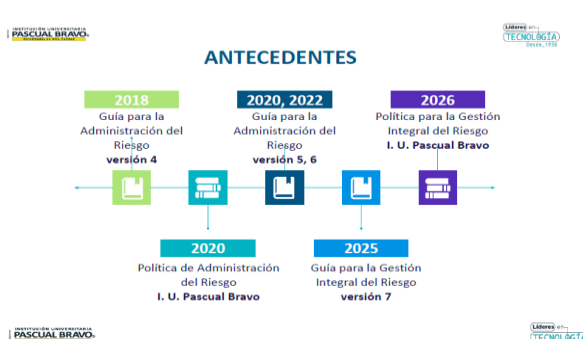 INSTITUCIÓN UNIVERSITARIA
PASCUAL BRAVO
Líderes en
TECNOLOGÍA
Desde, 1938
ANTECEDENTES
2018
Guía para la
Administración del
Riesgo
versión 4
2020, 2022
Guía para la
Administración del
Riesgo
versión 5, 6
2026
Política para la Gestión
Integral del Riesgo
I. U. Pascual Bravo
2020
Política de Administración
del Riesgo
I. U. Pascual Bravo
2025
Guía para la Gestión
Integral del Riesgo
versión 7
INSTITUCIÓN UNIVERSITARIA
PASCUAL BRAVO
Líderes en
TECNOLOGÍA